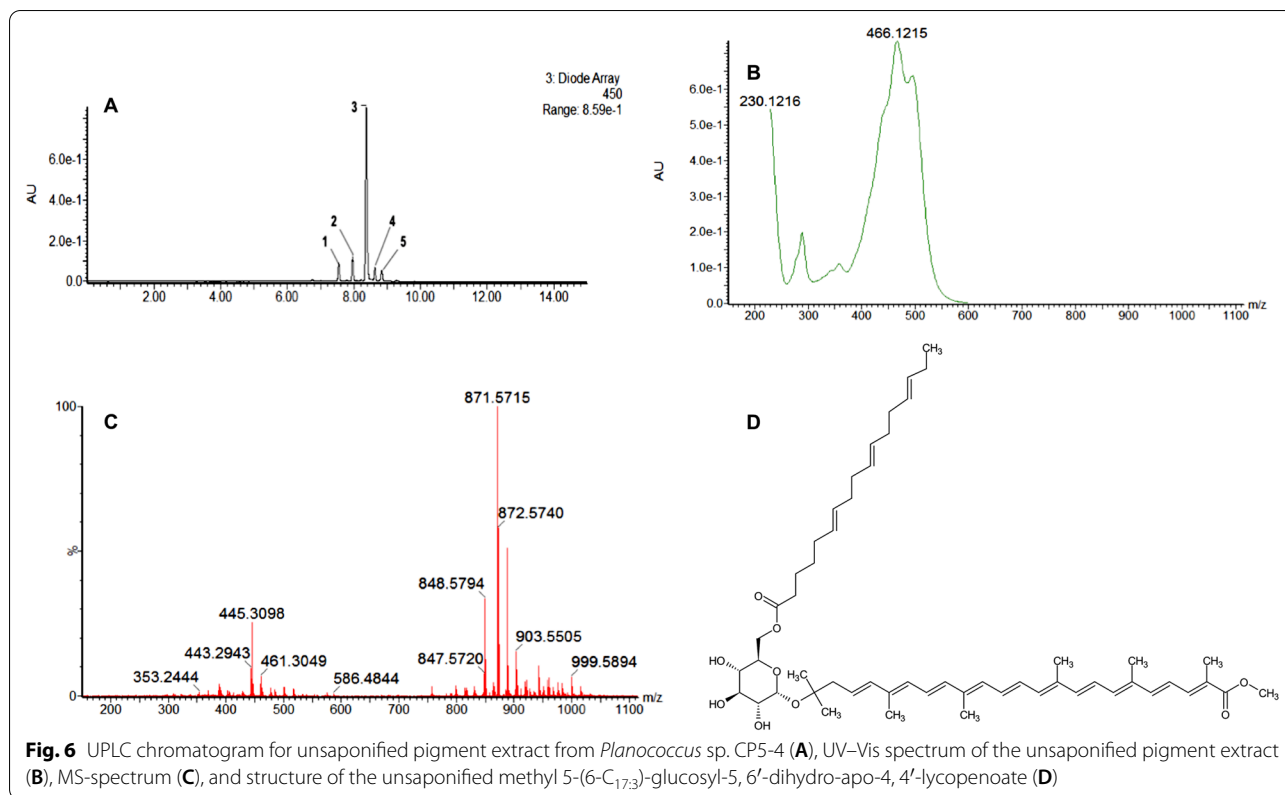 A
3: Diode Array
450
Range: 8.59e-1
AU
6.0e-1
4.0e-1
2.0e-1
0.0
3
2
1
4
5
2.00 4.00 6.00 8.00 10.00 12.00 14.00
B
466.1215
230.1216
AU
6.0e-1
5.0e-1
4.0e-1
3.0e-1
2.0e-1
1.0e-1
0.0
200 300 400 500 600 700 800 900 1000 1100 m/z
C
100
%
0
871.5715
872.5740
848.5794
847.5720
903.5505
999.5894
445.3098
443.2943
461.3049
353.2444
586.4844
200 300 400 500 600 700 800 900 1000 1100 m/z
D
CH₃
O
O
HO
HO
OH
O
O
CH₃
H₃C
CH₃
CH₃
CH₃
CH₃
CH₃
O
O
CH₃
Fig. 6 UPLC chromatogram for unsaponified pigment extract from Planococcus sp. CP5-4 (A), UV–Vis spectrum of the unsaponified pigment extract
(B), MS-spectrum (C), and structure of the unsaponified methyl 5-(6-C₁₇:₃)-glucosyl-5, 6′-dihydro-apo-4, 4′-lycopenoate (D)